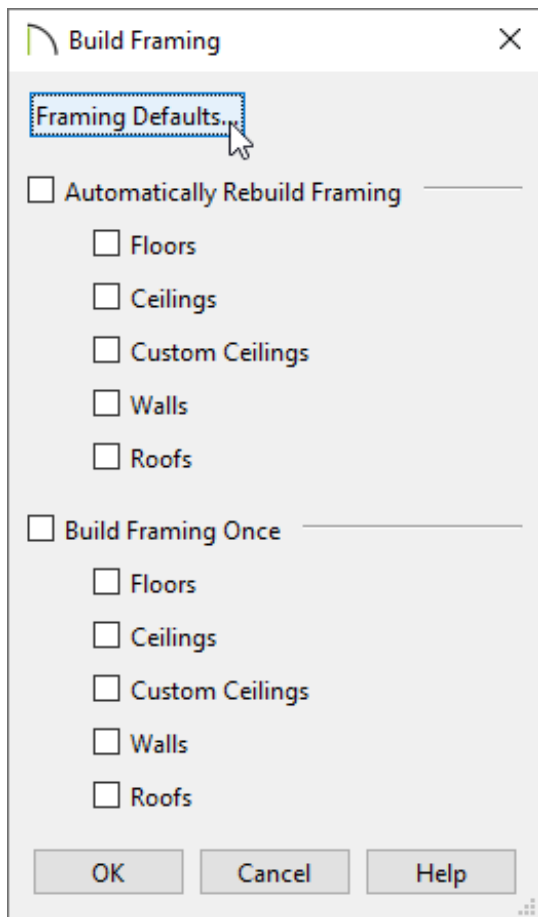 Build Framing
Framing Defaults...
Automatically Rebuild Framing
Floors
Ceilings
Custom Ceilings
Walls
Roofs
Build Framing Once
Floors
Ceilings
Custom Ceilings
Walls
Roofs
OK Cancel Help